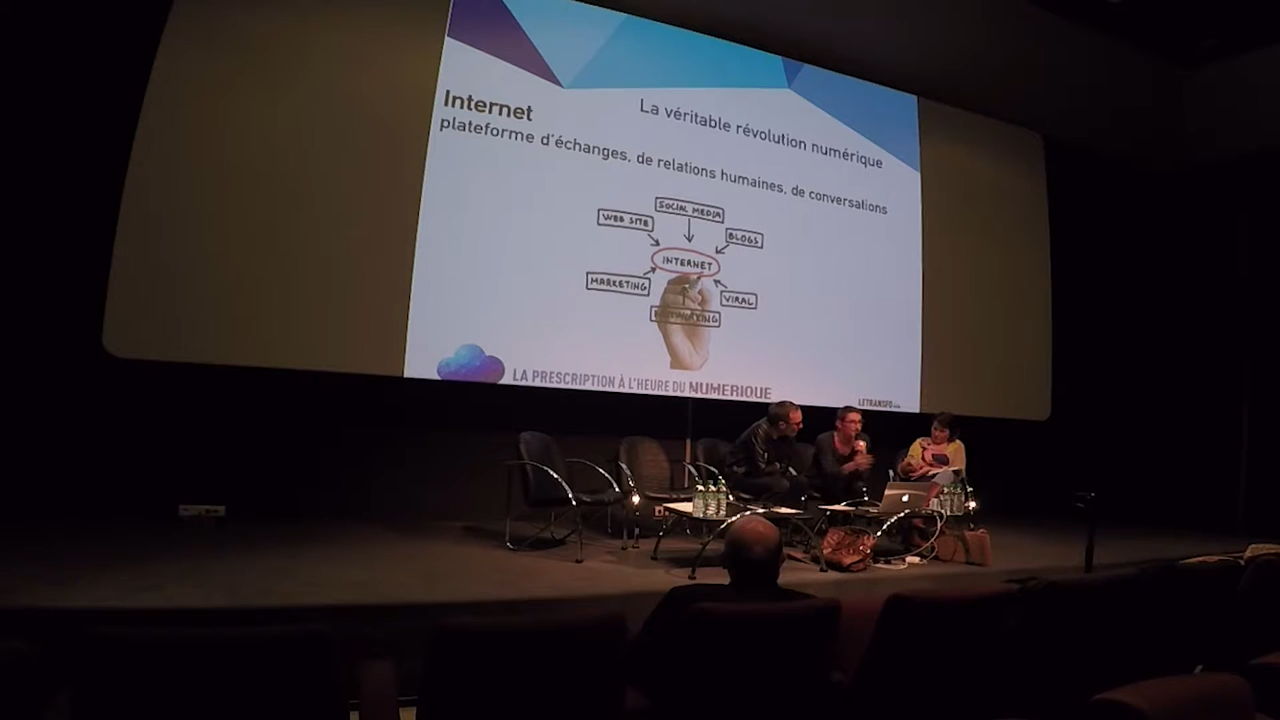 La véritable révolution numérique
Internet
plateforme d'échanges, de relations humaines, de conversations
SOCIAL MEDIA
WEB SITE
BLOGS
INTERNET
MARKETING
VIRAL
NETWORKING
LA PRESCRIPTION À L'HEURE DU NUMERIQUE
LETRANSFO